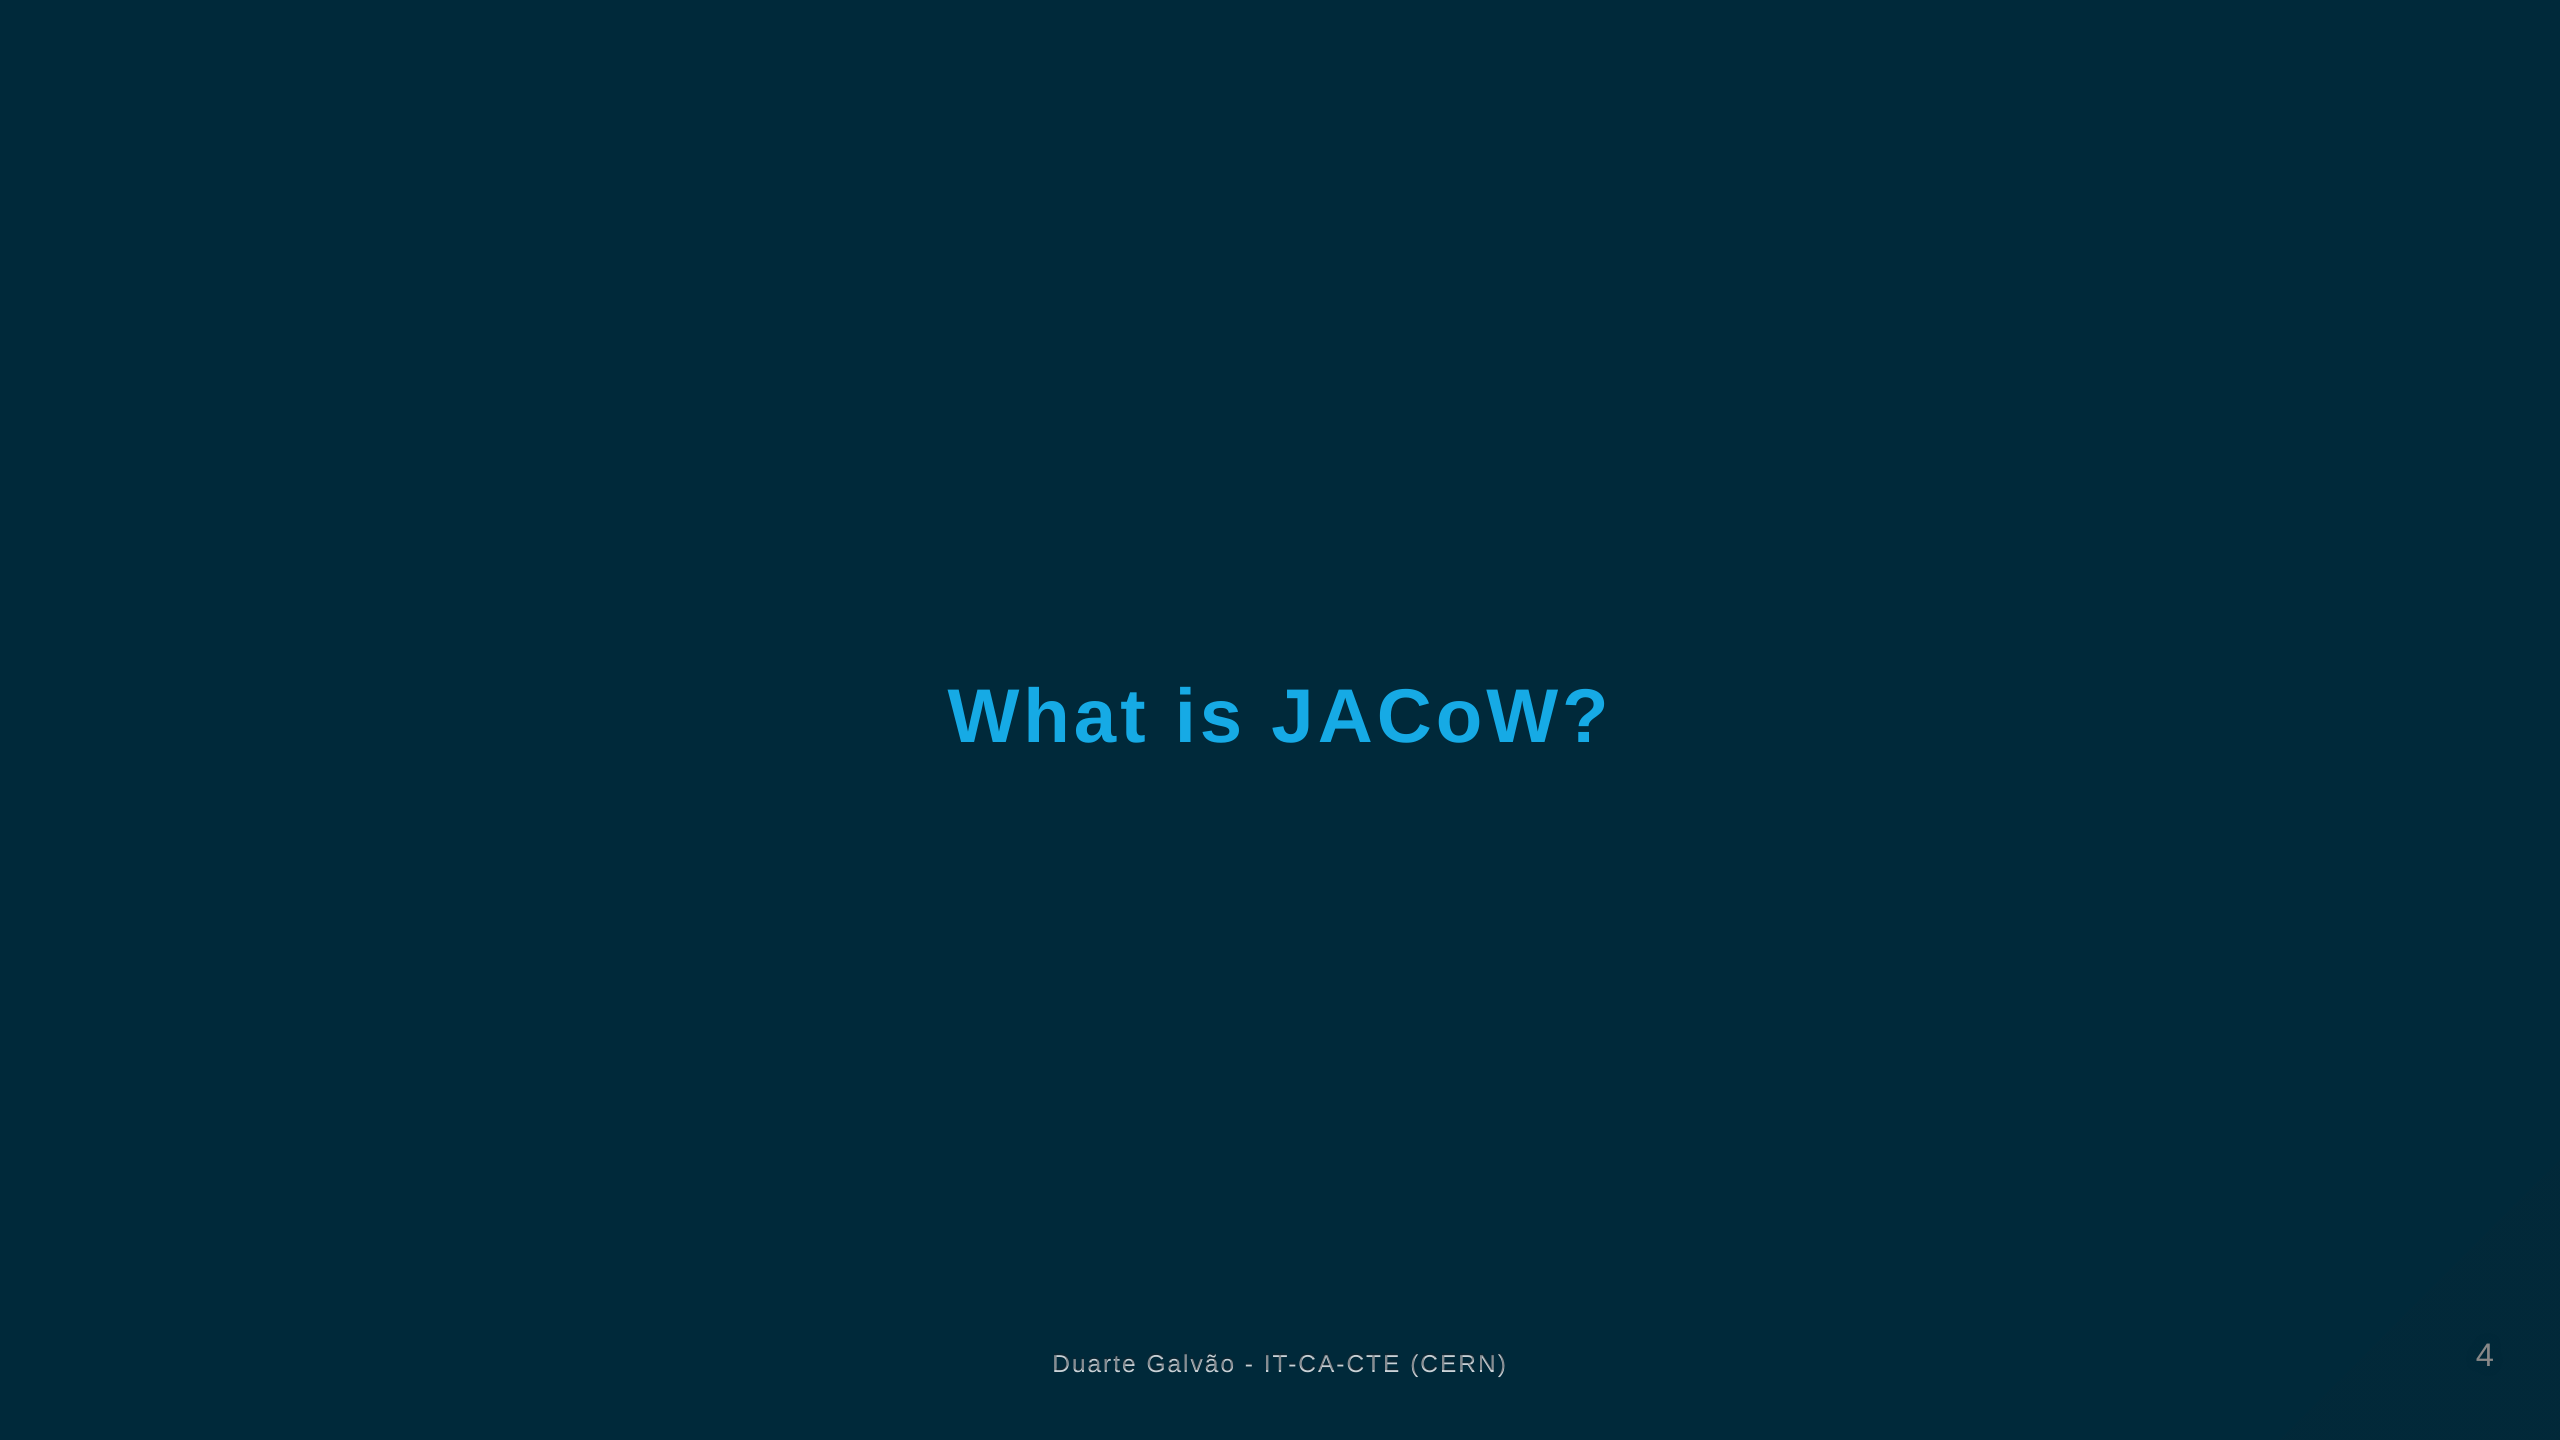 What is JACoW?
Duarte Galvão - IT-CA-CTE (CERN)
4